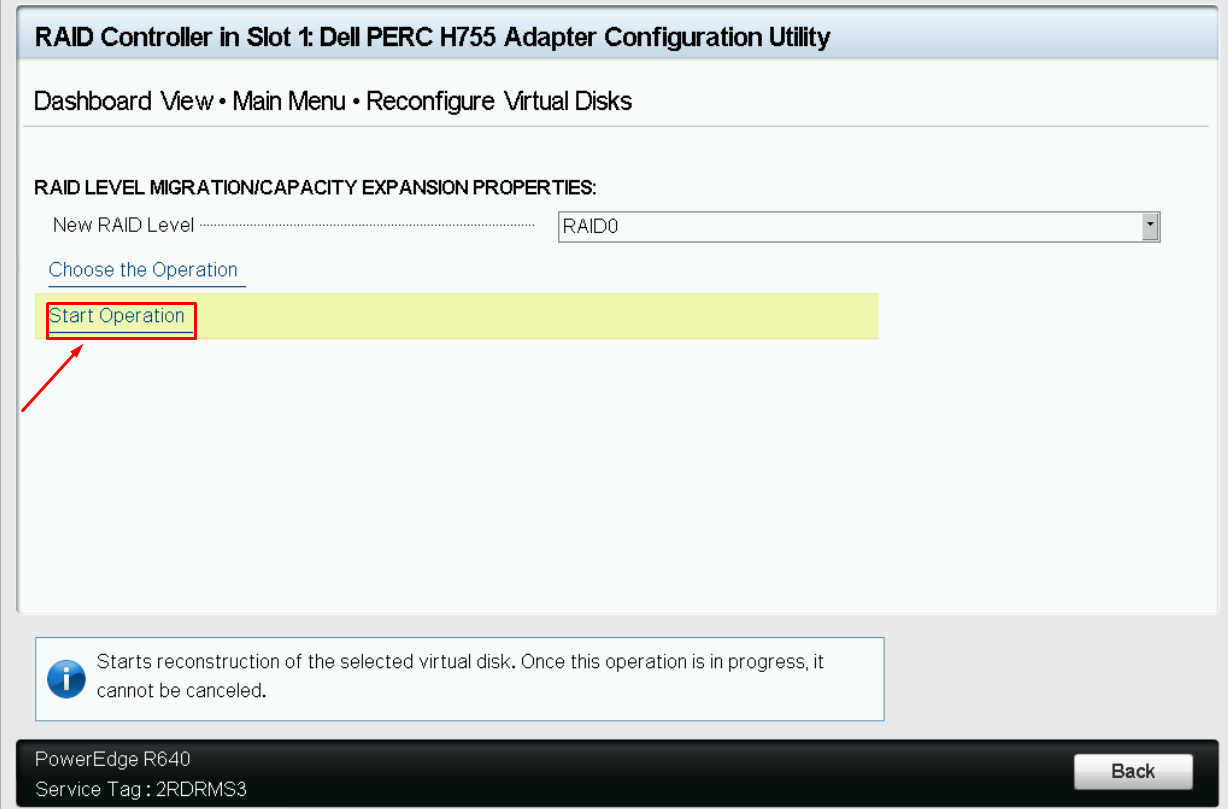 RAID Controller in Slot 1: Dell PERC H755 Adapter Configuration Utility
Dashboard View • Main Menu • Reconfigure Virtual Disks
RAID LEVEL MIGRATION/CAPACITY EXPANSION PROPERTIES:
New RAID Level RAID0
Choose the Operation
Start Operation
Starts reconstruction of the selected virtual disk. Once this operation is in progress, it
cannot be canceled.
PowerEdge R640
Service Tag : 2RDRMS3
Back